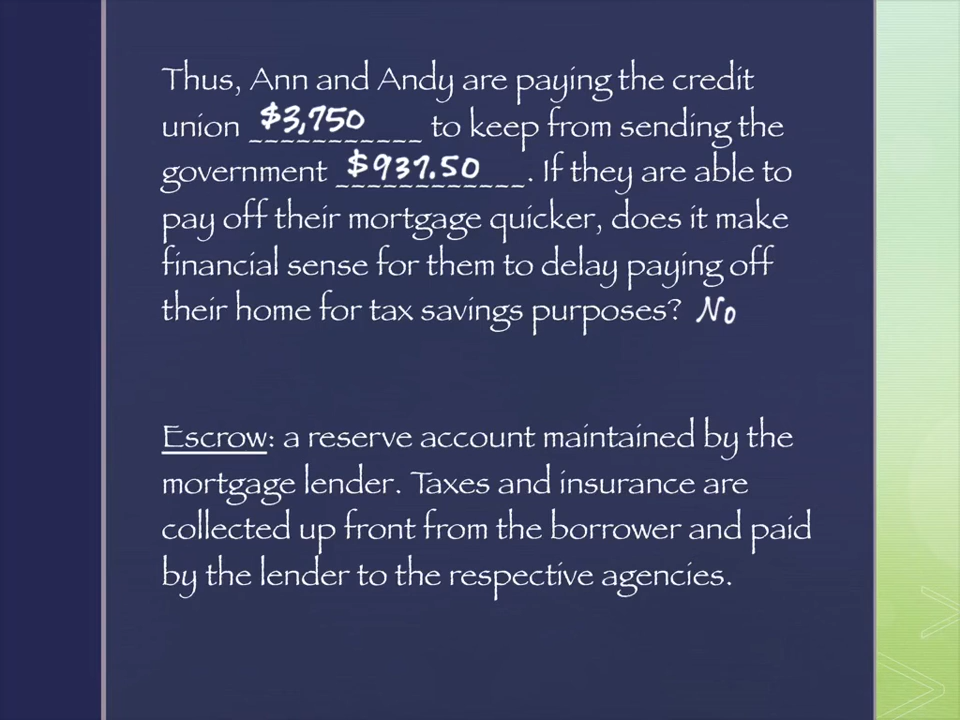 Thus, Ann and Andy are paying the credit
union $3,750 to keep from sending the
government $937.50. If they are able to
pay off their mortgage quicker, does it make
financial sense for them to delay paying off
their home for tax savings purposes? No
Escrow: a reserve account maintained by the
mortgage lender. Taxes and insurance are
collected up front from the borrower and paid
by the lender to the respective agencies.